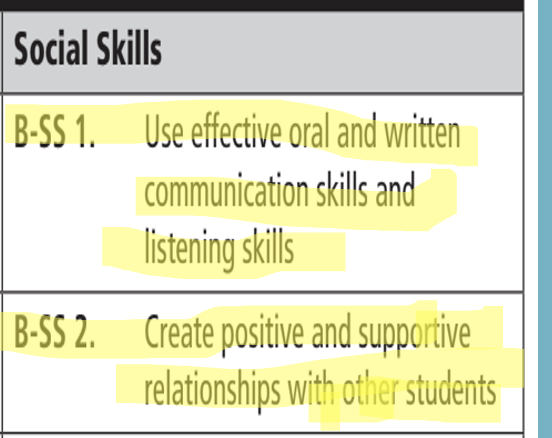 Social Skills
B-SS 1. Use effective oral and written
communication skills and
listening skills
B-SS 2. Create positive and supportive
relationships with other students